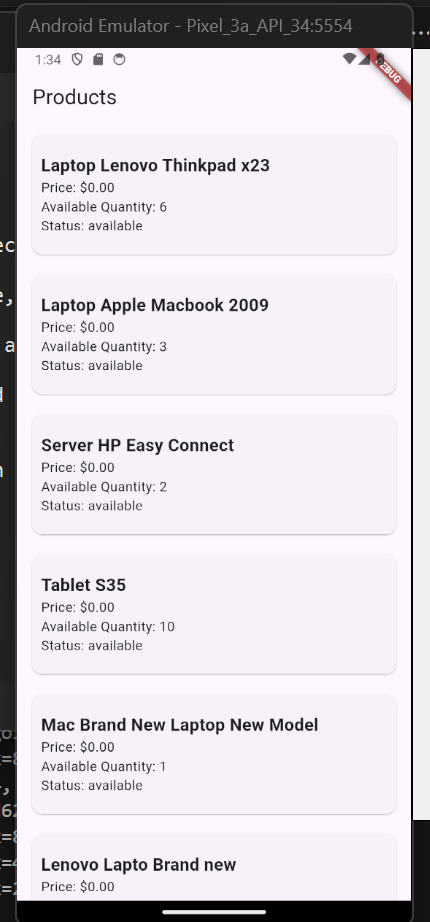 Android Emulator - Pixel_3a_API_34:5554
1:34
DEBUG
Products
Laptop Lenovo Thinkpad x23
Price: $0.00
Available Quantity: 6
Status: available
Laptop Apple Macbook 2009
Price: $0.00
Available Quantity: 3
Status: available
Server HP Easy Connect
Price: $0.00
Available Quantity: 2
Status: available
Tablet S35
Price: $0.00
Available Quantity: 10
Status: available
Mac Brand New Laptop New Model
Price: $0.00
Available Quantity: 1
Status: available
Lenovo Lapto Brand new
Price: $0.00